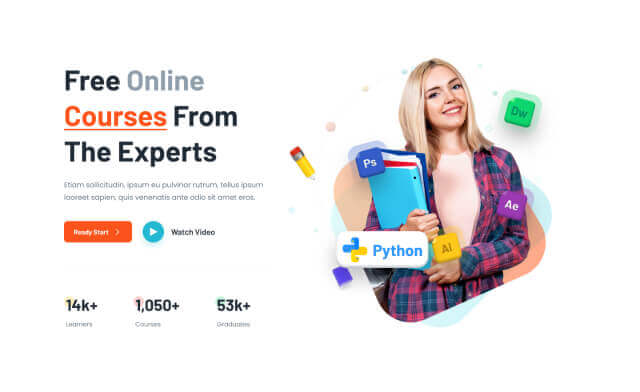 Free Online
Courses From
The Experts
Etiam sollicitudin, ipsum eu pulvinar rutrum, tellus ipsum
laoreet sapien, quis venenatis ante odio sit amet eros.
Ready Start
Watch Video
14k+
1,050+
53k+
Learners
Courses
Graduates
Dw
Ps
Ae
Python
Ai